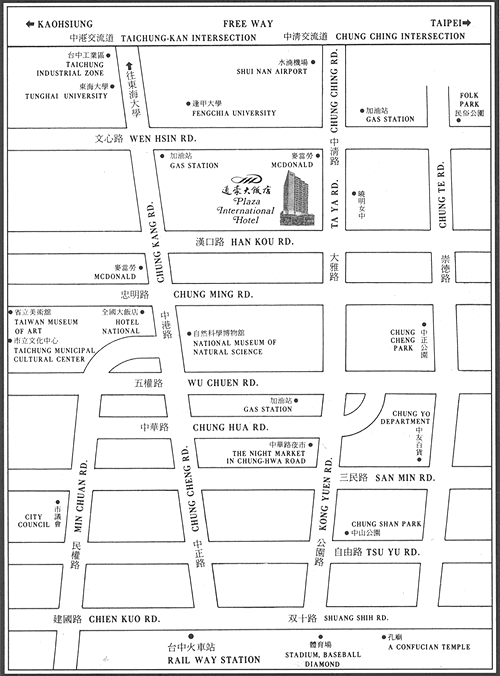 KAOHSIUNG
FREE WAY
TAIPEI
中港交流道 TAICHUNG-KAN INTERSECTION
中清交流道 CHUNG CHING INTERSECTION
台中工業區
TAICHUNG
INDUSTRIAL ZONE
東海大學
TUNGHAI UNIVERSITY
往東海大學
水湳機場
SHUI NAN AIRPORT
逢甲大學
FENGCHIA UNIVERSITY
CHUNG CHING RD.
中清路
加油站
GAS STATION
FOLK
PARK
民俗公園
文心路 WEN HSIN RD.
加油站
GAS STATION
麥當勞
MCDONALD
通豪大飯店
Plaza
International
Hotel
TA YA RD.
大雅路
曉明女中
CHUNG TE RD.
崇德路
CHUNG KANG RD.
中港路
漢口路 HAN KOU RD.
麥當勞
MCDONALD
忠明路 CHUNG MING RD.
省立美術館
TAIWAN MUSEUM
OF ART
市立文化中心
TAICHUNG MUNICIPAL
CULTURAL CENTER
全國大飯店
HOTEL
NATIONAL
自然科學博物館
NATIONAL MUSEUM OF
NATURAL SCIENCE
CHUNG
CHENG
PARK
中正公園
五權路 WU CHUEN RD.
加油站
GAS STATION
CHUNG YO
DEPARTMENT
中友百貨
中華路 CHUNG HUA RD.
中華路夜市
THE NIGHT MARKET
IN CHUNG-HWA ROAD
三民路 SAN MIN RD.
MIN CHUAN RD.
民權路
CHUNG CHENG RD.
中正路
KONG YUEN RD.
公園路
CITY
COUNCIL
市議會
CHUNG SHAN PARK
中山公園
自由路 TSU YU RD.
建國路 CHIEN KUO RD.
双十路 SHUANG SHIH RD.
台中火車站
RAIL WAY STATION
體育場
STADIUM, BASEBALL
DIAMOND
孔廟
A CONFUCIAN TEMPLE